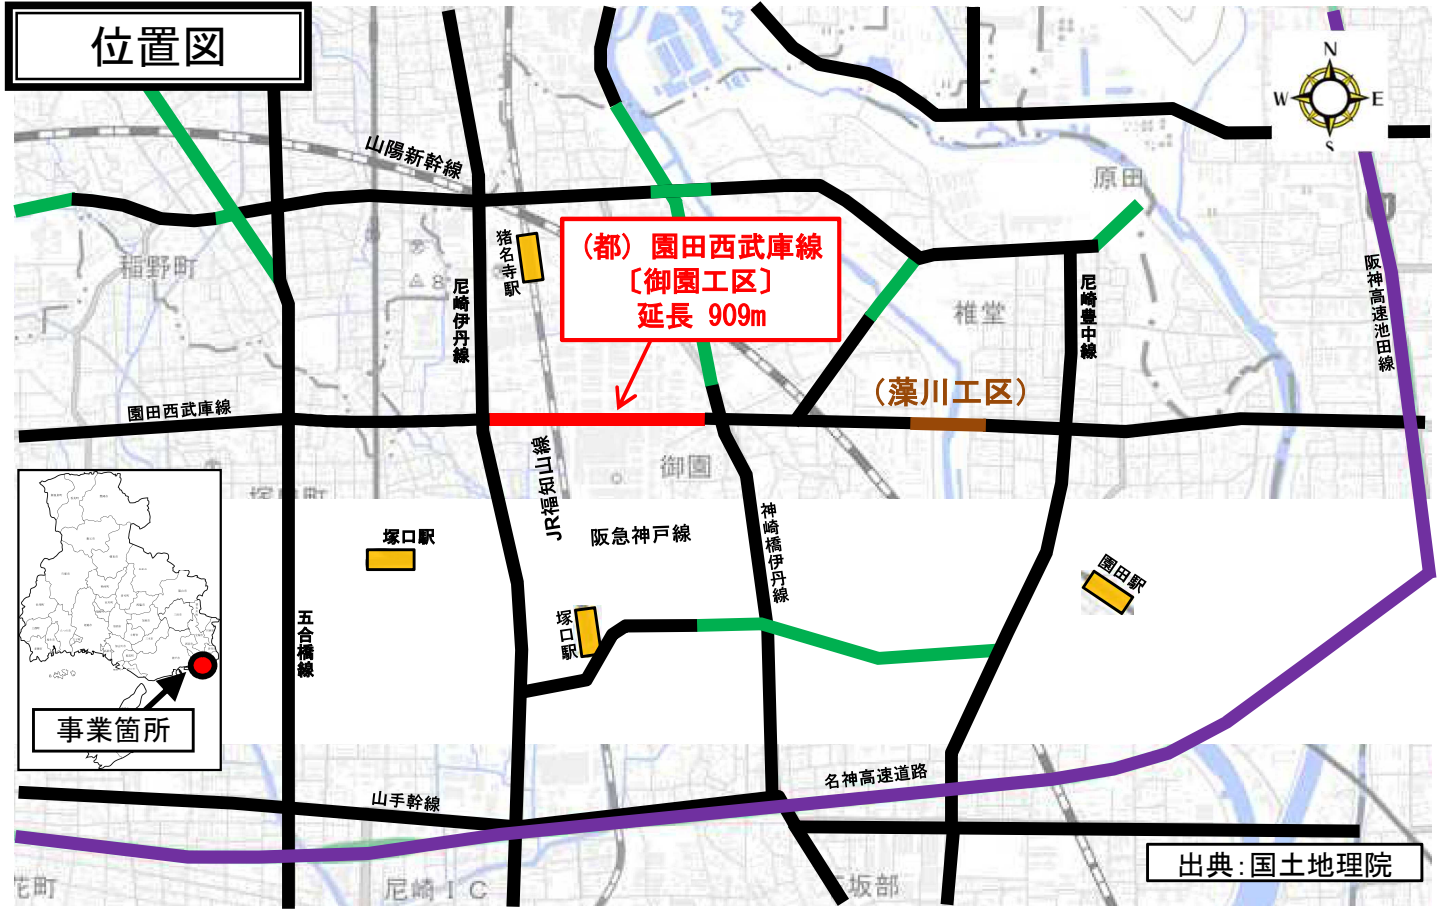 位置図
N
W
E
S
山陽新幹線
原田
稲野町
猪名寺駅
(都) 園田西武庫線
〔御園工区〕
延長 909m
尼崎伊丹線
8
椎堂
尼崎豊中線
阪神高速池田線
(藻川工区)
園田西武庫線
JR福知山線
御園
塚口駅
阪急神戸線
神崎橋伊丹線
園田駅
塚口駅
五合橋線
事業箇所
名神高速道路
山手幹線
出典:国土地理院
花町
尼崎IC
坂部